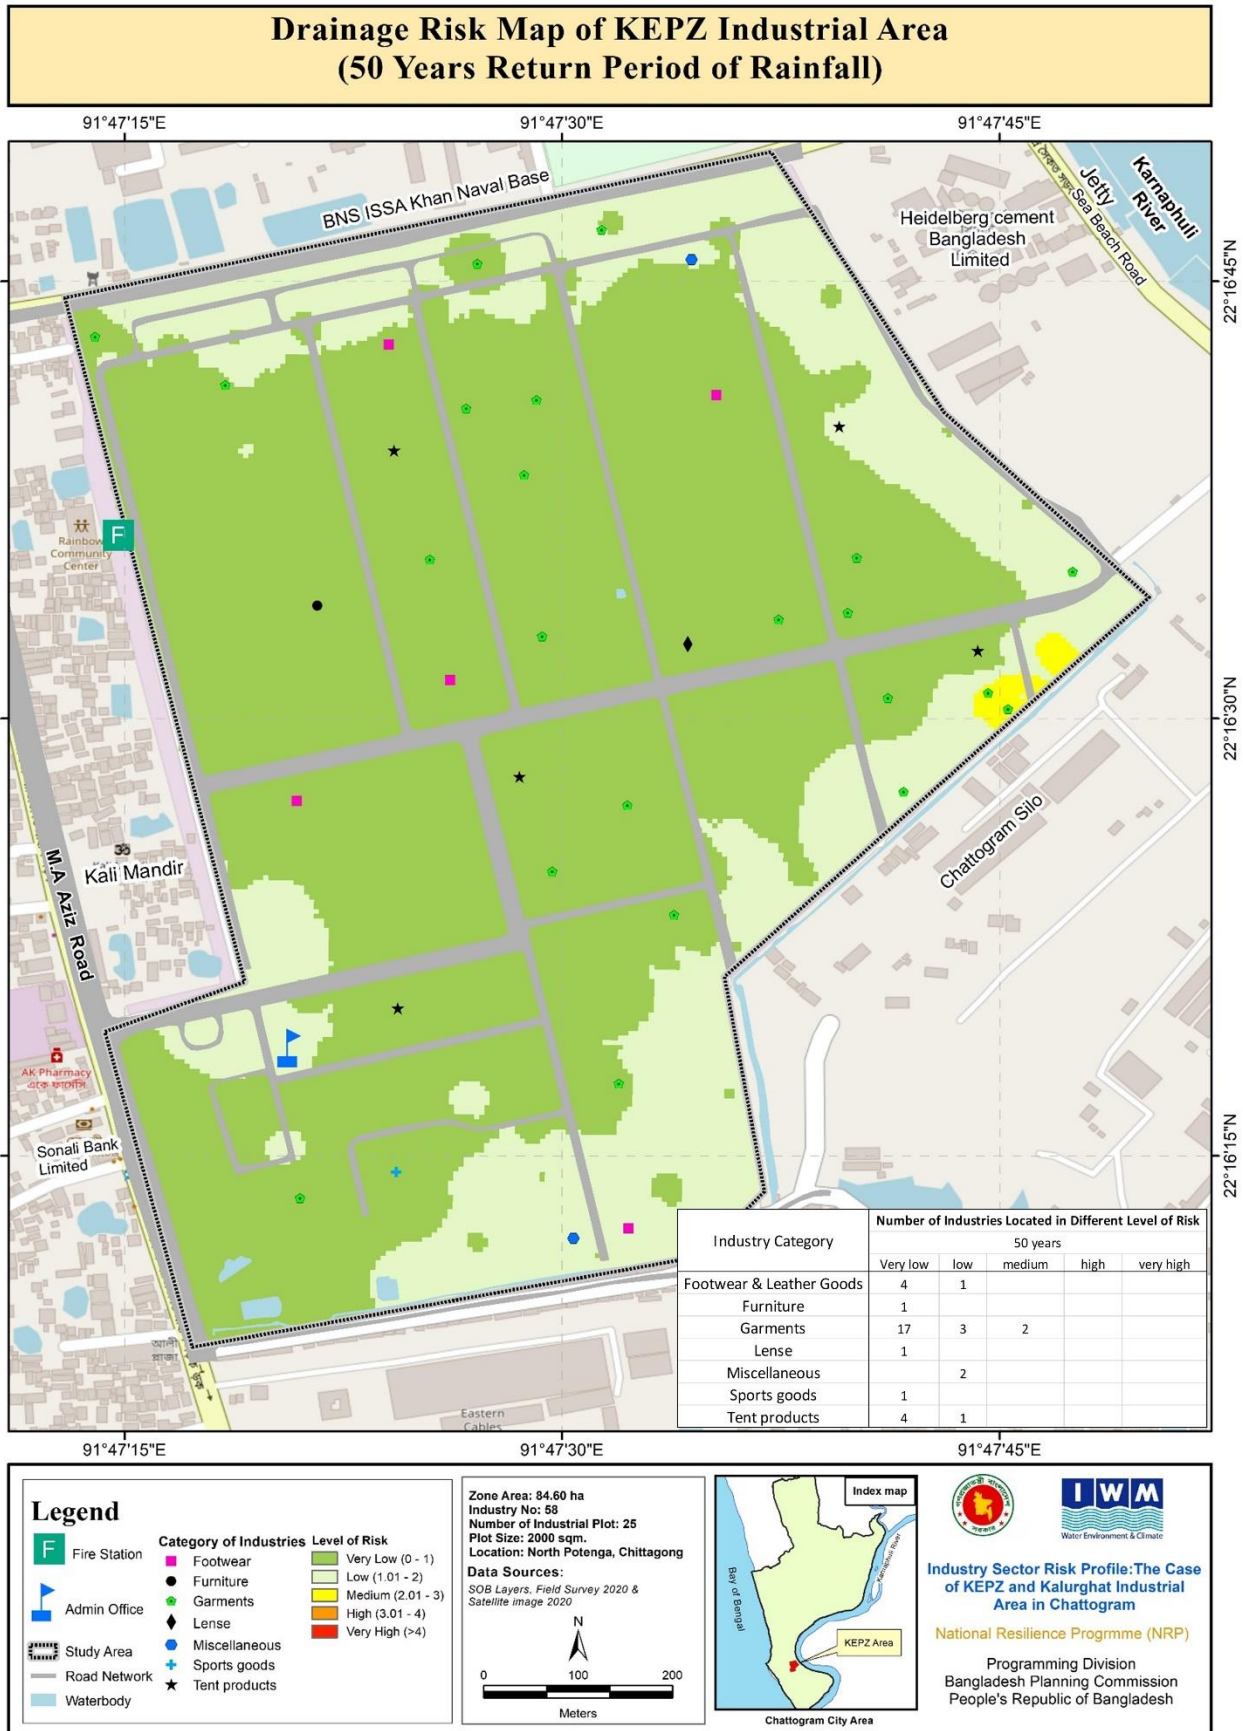 Drainage Risk Map of KEPZ Industrial Area
(50 Years Return Period of Rainfall)
91°47'15"E
91°47'30"E
91°47'45"E
BNS ISSA Khan Naval Base
Heidelberg cement
Bangladesh
Limited
Jetty
Sea Beach Road
Karnaphuli
River
22°16'45"N
F
Rainbow
Community
Center
22°16'30"N
Kali Mandir
M.A Aziz Road
Chattogram Silo
AK Pharmacy
একে ফার্মেসি
Sonali Bank
Limited
22°16'15"N
আলী
প্লাজা
Eastern
Cables
Industry Category
Number of Industries Located in Different Level of Risk
50 years
Very low low medium high very high
Footwear & Leather Goods 4 1
Furniture 1
Garments 17 3 2
Lense 1
Miscellaneous 2
Sports goods 1
Tent products 4 1
91°47'15"E
91°47'30"E
91°47'45"E
Legend
F Fire Station
Admin Office
Study Area
Road Network
Waterbody
Category of Industries
Footwear
Furniture
Garments
Lense
Miscellaneous
Sports goods
Tent products
Level of Risk
Very Low (0 - 1)
Low (1.01 - 2)
Medium (2.01 - 3)
High (3.01 - 4)
Very High (>4)
Zone Area: 84.60 ha
Industry No: 58
Number of Industrial Plot: 25
Plot Size: 2000 sqm.
Location: North Potenga, Chittagong
Data Sources:
SOB Layers, Field Survey 2020 &
Satellite image 2020
N
0 100 200
Meters
Index map
Bay of Bengal
Karnaphuli River
KEPZ Area
Chattogram City Area
IWM
Water Environment & Climate
Industry Sector Risk Profile:The Case
of KEPZ and Kalurghat Industrial
Area in Chattogram
National Resilience Progrmme (NRP)
Programming Division
Bangladesh Planning Commission
People's Republic of Bangladesh